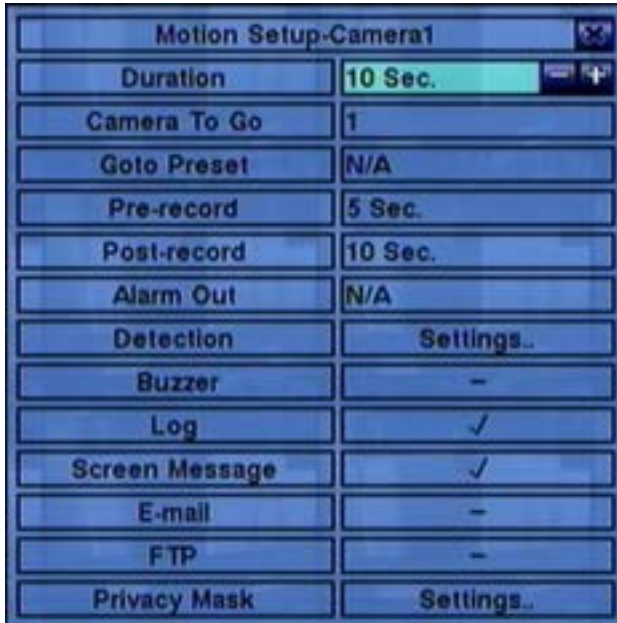 Motion Setup-Camera1
Duration 10 Sec.
Camera To Go 1
Goto Preset N/A
Pre-record 5 Sec.
Post-record 10 Sec.
Alarm Out N/A
Detection Settings..
Buzzer –
Log ✓
Screen Message ✓
E-mail –
FTP –
Privacy Mask Settings..